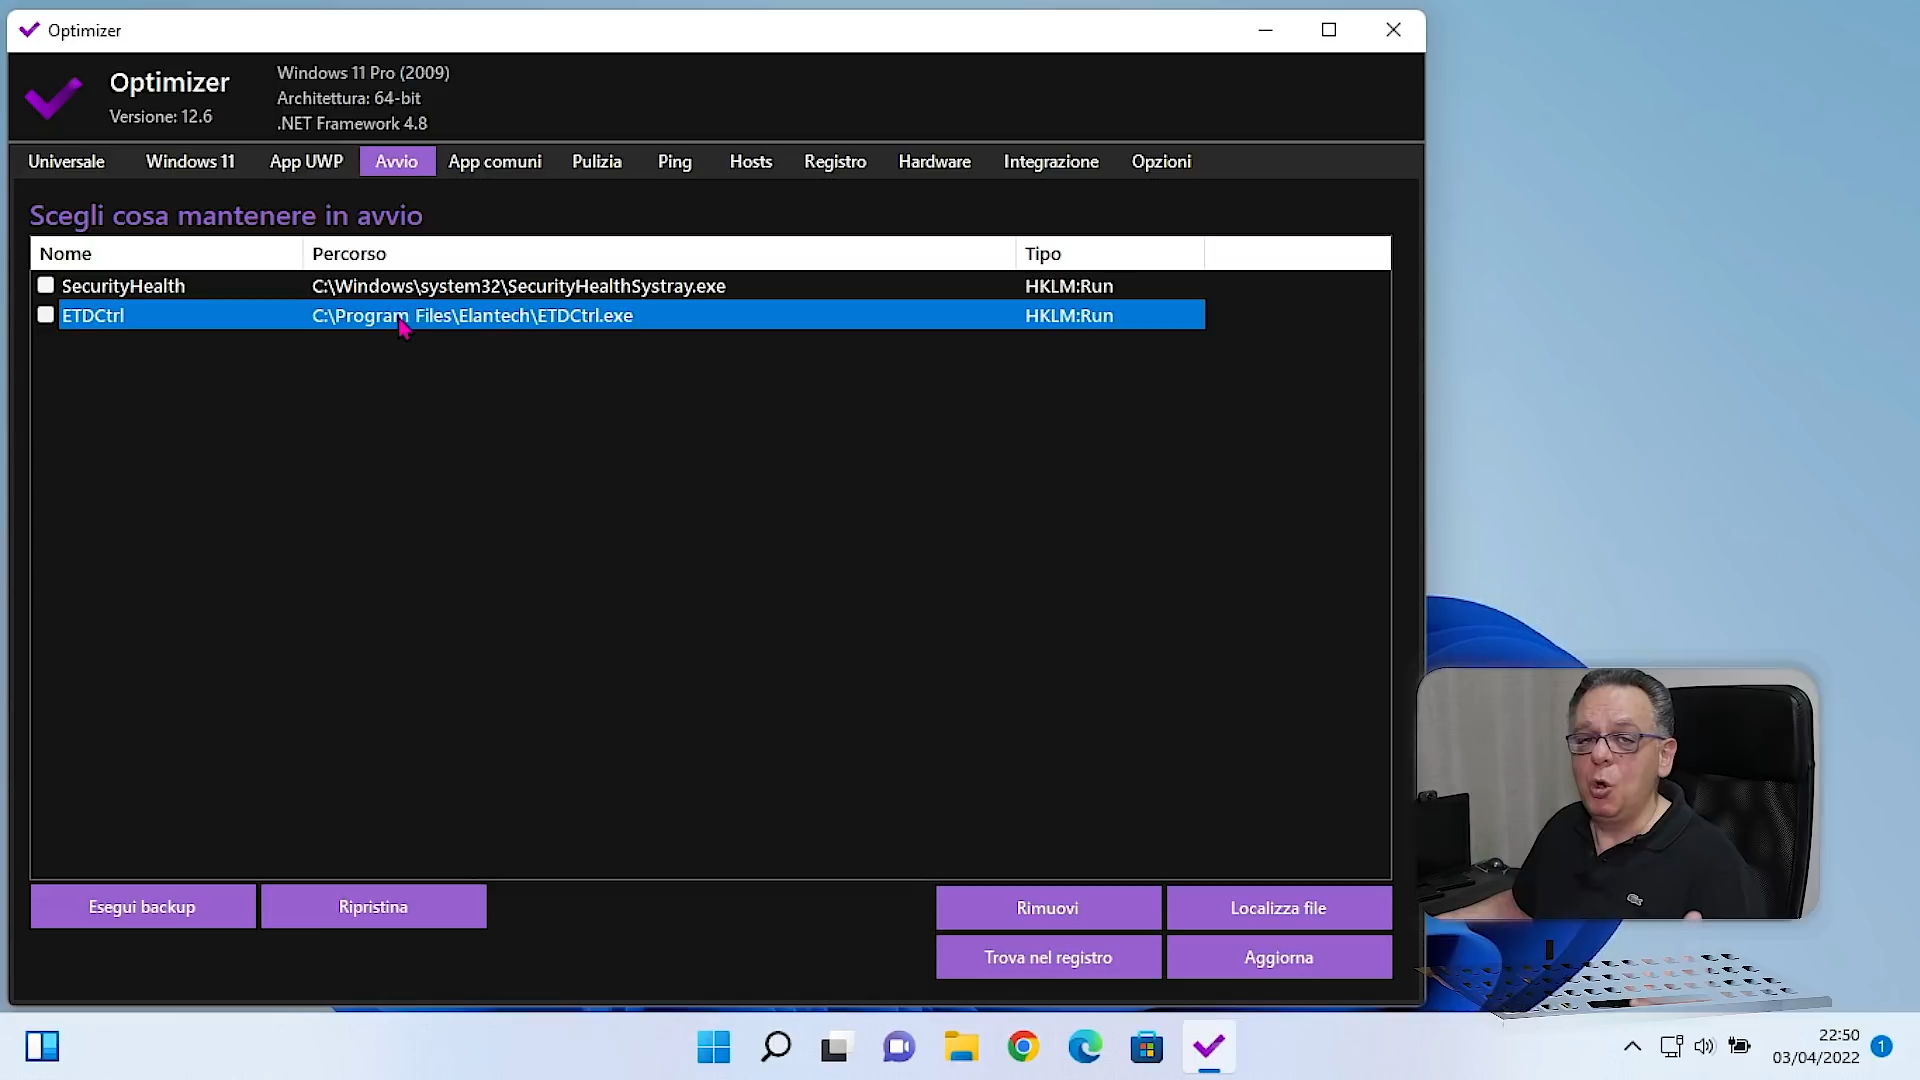 Optimizer
Optimizer
Versione: 12.6
Windows 11 Pro (2009)
Architettura: 64-bit
.NET Framework 4.8
Universale Windows 11 App UWP Avvio App comuni Pulizia Ping Hosts Registro Hardware Integrazione Opzioni
Scegli cosa mantenere in avvio
Nome Percorso Tipo
SecurityHealth C:\Windows\system32\SecurityHealthSystray.exe HKLM:Run
ETDCtrl C:\Program Files\Elantech\ETDCtrl.exe HKLM:Run
Esegui backup Ripristina Rimuovi Localizza file
Trova nel registro Aggiorna
22:50
03/04/2022
1